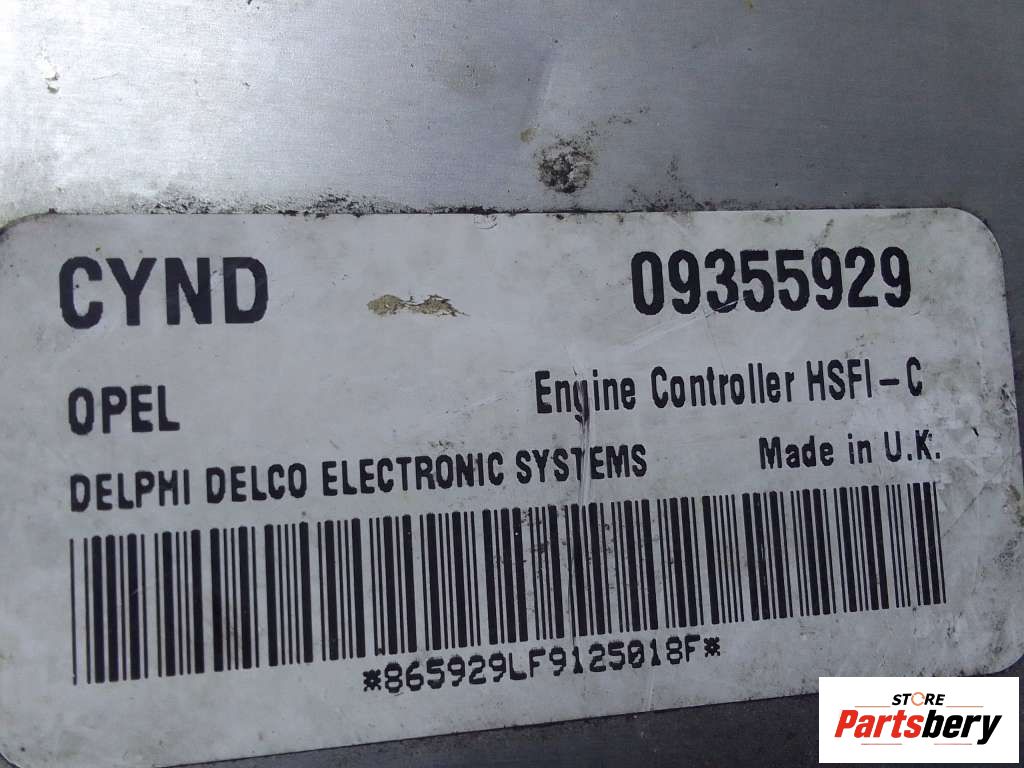 CYND 09355929
OPEL Engine Controller HSFI-C
DELPHI DELCO ELECTRONIC SYSTEMS Made in U.K.
*865929LF9125018F*
STORE
Partsbery